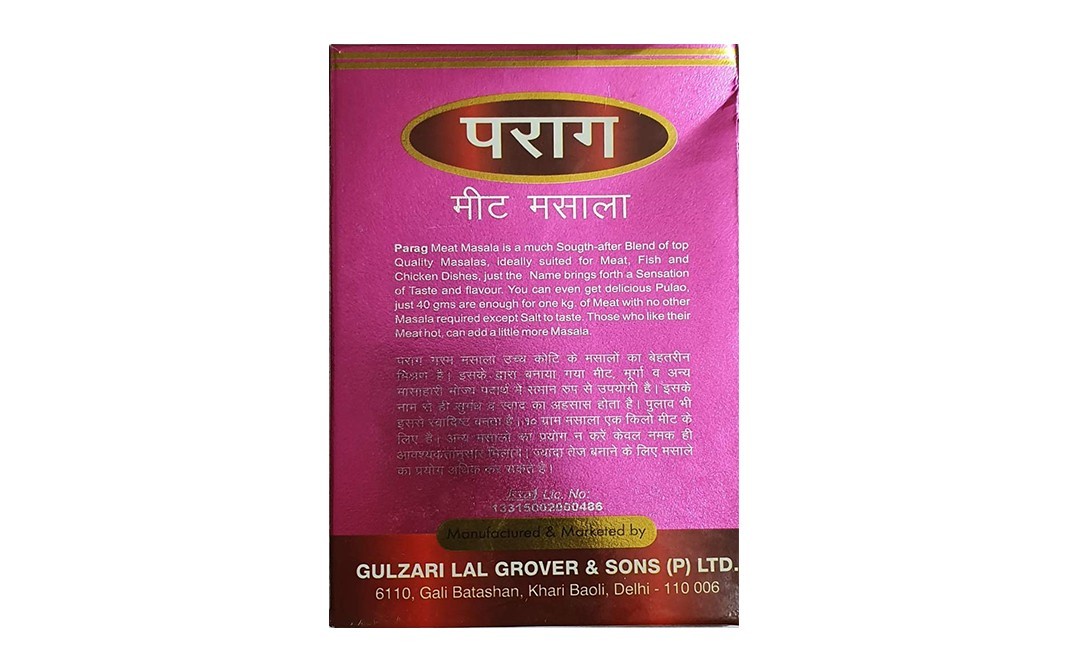 पराग
मीट मसाला
Parag Meat Masala is a much Sougth-after Blend of top
Quality Masalas, ideally suited for Meat, Fish and
Chicken Dishes, just the Name brings forth a Sensation
of Taste and flavour. You can even get delicious Pulao,
just 40 gms are enough for one kg. of Meat with no other
Masala required except Salt to taste. Those who like their
Meat hot, can add a little more Masala.
पराग गरम मसाला उच्च कोटि के मसालों का बेहतरीन
मिश्रण है। इसके द्वारा बनाया गया मीट, मूर्गा व अन्य
मासाहारी भोज्य पदार्थ में समान रुप से उपयोगी है। इसके
नाम से ही सुगंध व स्वाद का अहसास होता है। पुलाव भी
इससे स्वादिष्ट बनता है। ग्राम मसाला एक किलो मीट के
लिए है। अन्य मसालों का प्रयोग न करें केवल नमक ही
आवश्यकतानुसार मिलायें। ज्यादा तेज बनाने के लिए मसाले
का प्रयोग अधिक कर सकते है।
Lic. No:
13315002000486
Manufactured & Marketed by
GULZARI LAL GROVER & SONS (P) LTD.
6110, Gali Batashan, Khari Baoli, Delhi - 110 006